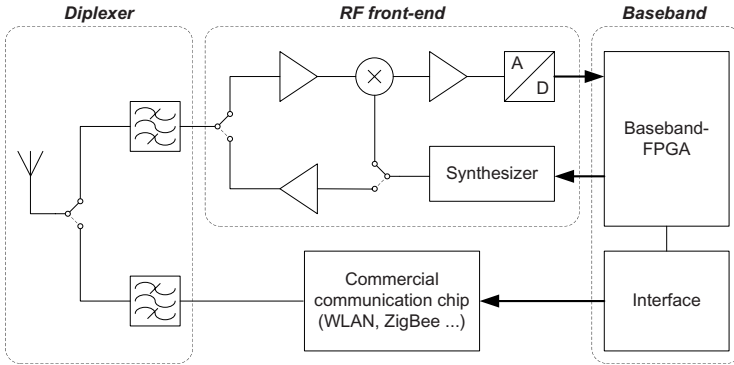 Diplexer
RF front-end
Baseband
A
D
Baseband-
FPGA
Synthesizer
Commercial
communication chip
(WLAN, ZigBee ...)
Interface